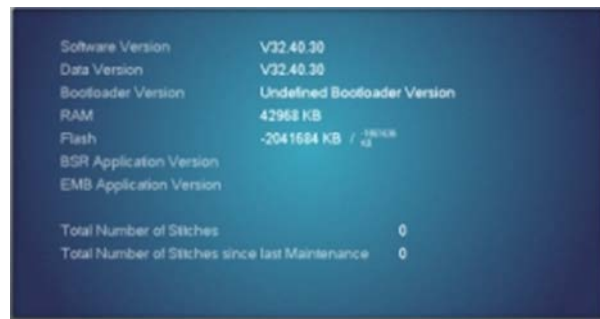 Software Version V32.40.30
Data Version V32.40.30
Bootloader Version Undefined Bootloader Version
RAM 42968 KB
Flash -2041684 KB /
BSR Application Version
EMB Application Version
Total Number of Stitches 0
Total Number of Stitches since last Maintenance 0